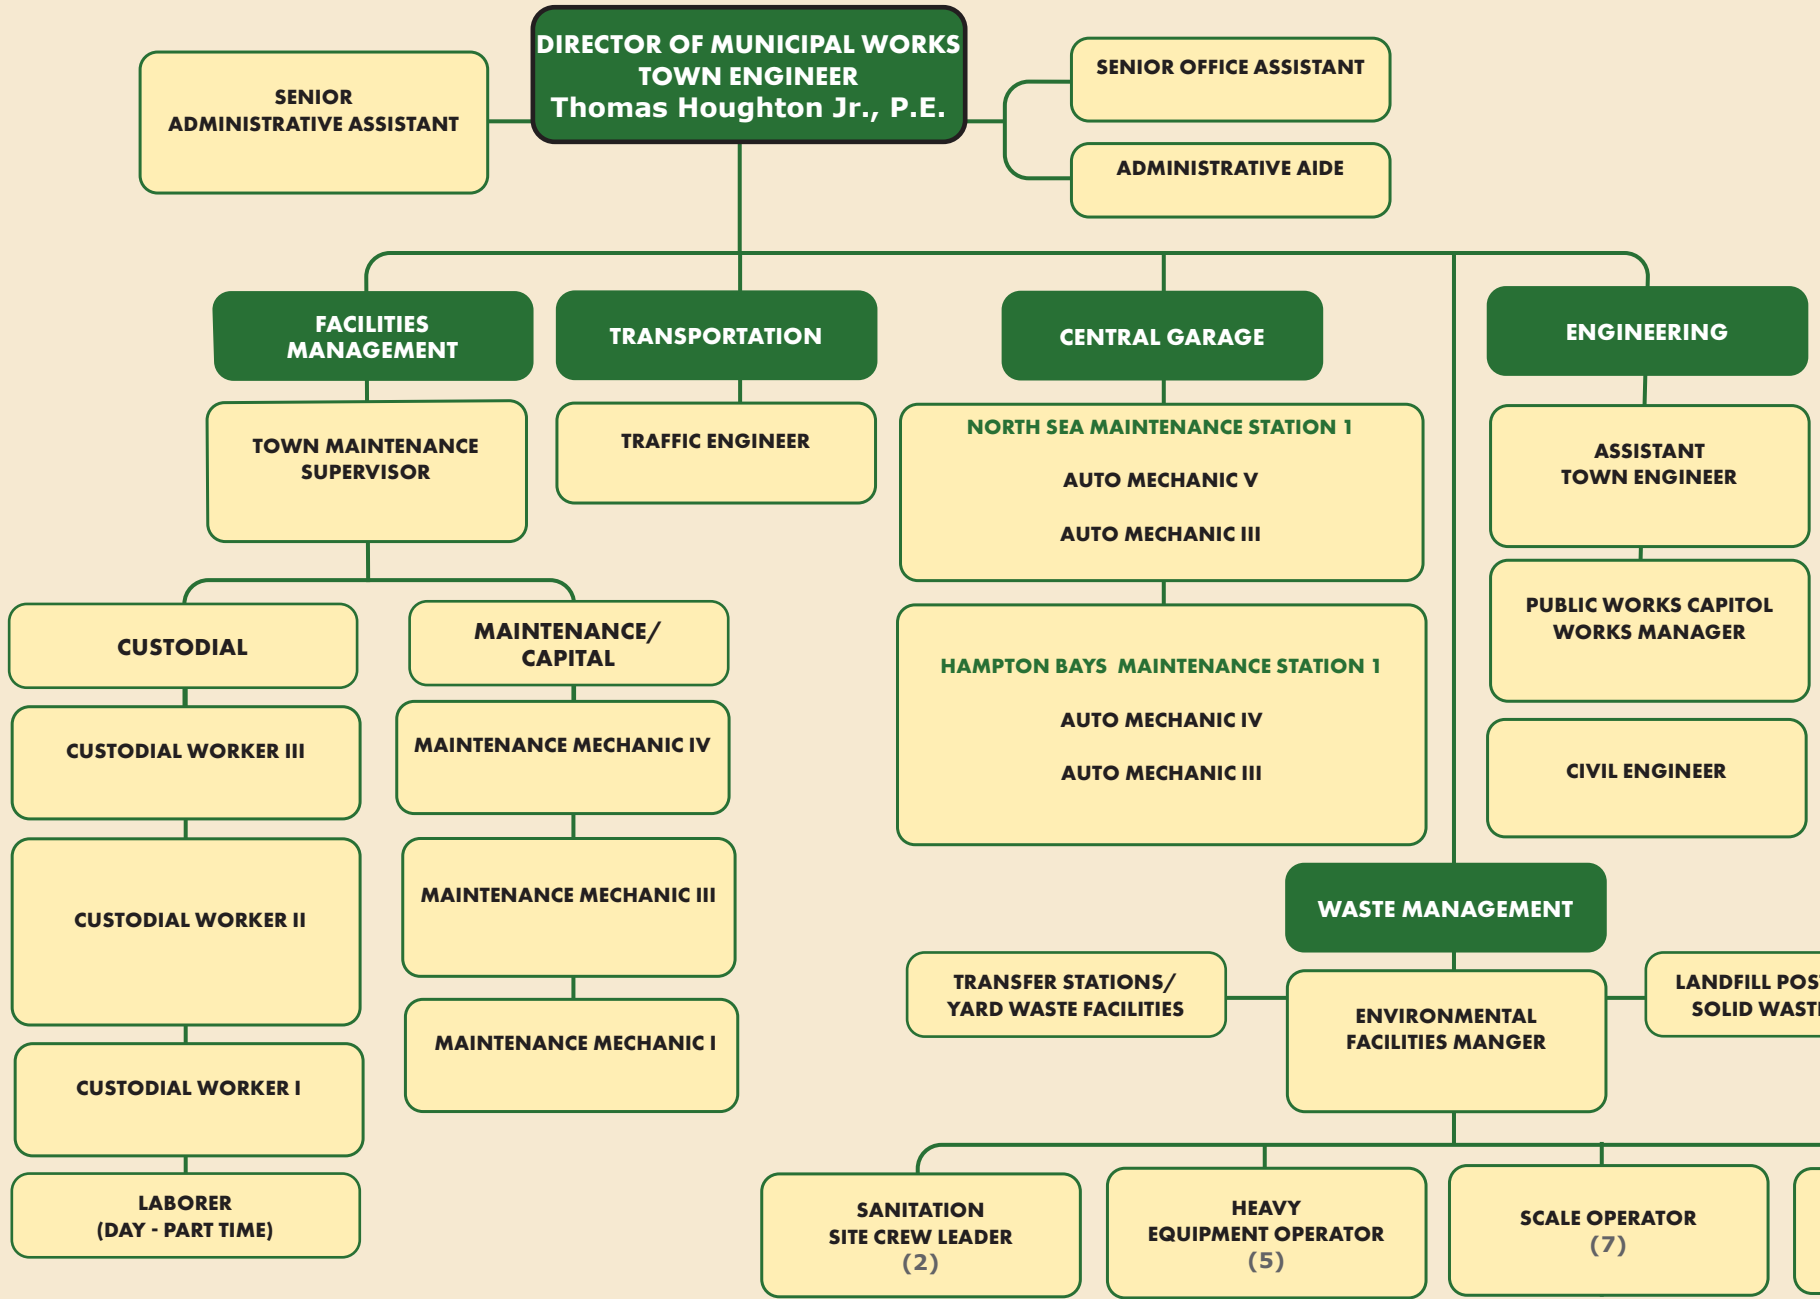 DIRECTOR OF MUNICIPAL WORKS
TOWN ENGINEER
Thomas Houghton Jr., P.E.
SENIOR
ADMINISTRATIVE ASSISTANT
SENIOR OFFICE ASSISTANT
ADMINISTRATIVE AIDE
FACILITIES
MANAGEMENT
TOWN MAINTENANCE
SUPERVISOR
CUSTODIAL
CUSTODIAL WORKER III
CUSTODIAL WORKER II
CUSTODIAL WORKER I
LABORER
(DAY - PART TIME)
MAINTENANCE/
CAPITAL
MAINTENANCE MECHANIC IV
MAINTENANCE MECHANIC III
MAINTENANCE MECHANIC I
TRANSPORTATION
TRAFFIC ENGINEER
CENTRAL GARAGE
NORTH SEA MAINTENANCE STATION 1
AUTO MECHANIC V
AUTO MECHANIC III
HAMPTON BAYS MAINTENANCE STATION 1
AUTO MECHANIC IV
AUTO MECHANIC III
ENGINEERING
ASSISTANT
TOWN ENGINEER
PUBLIC WORKS CAPITOL
WORKS MANAGER
CIVIL ENGINEER
WASTE MANAGEMENT
TRANSFER STATIONS/
YARD WASTE FACILITIES
ENVIRONMENTAL
FACILITIES MANGER
LANDFILL POS
SOLID WAST
SANITATION
SITE CREW LEADER
(2)
HEAVY
EQUIPMENT OPERATOR
(5)
SCALE OPERATOR
(7)